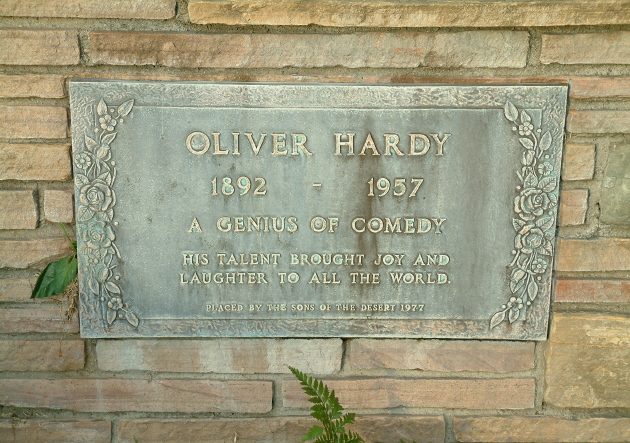 OLIVER HARDY
1892 - 1957
A GENIUS OF COMEDY
HIS TALENT BROUGHT JOY AND
LAUGHTER TO ALL THE WORLD.
PLACED BY THE SONS OF THE DESERT 1977